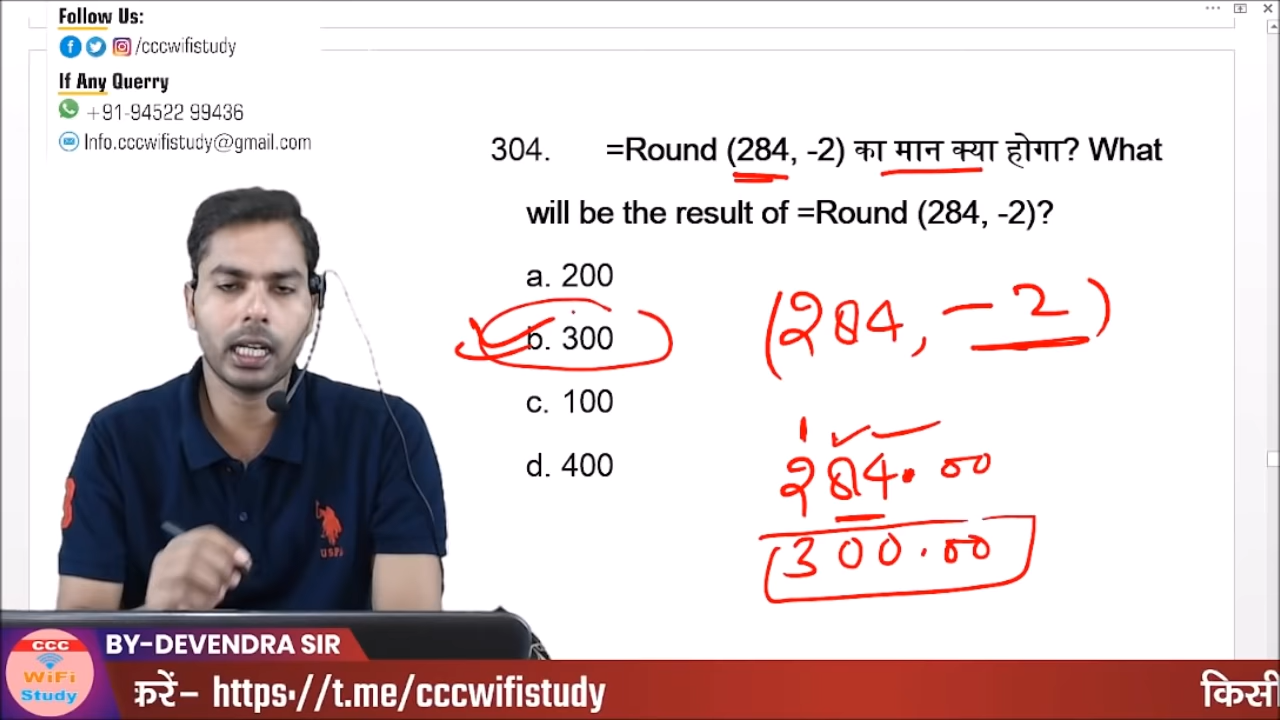 Follow Us:
/cccwifistudy
If Any Querry
+91-94522 99436
Info.cccwifistudy@gmail.com
304. =Round (284, -2) का मान क्या होगा? What
will be the result of =Round (284, -2)?
a. 200
b. 300
c. 100
d. 400
(284, -2)
1
284.00
300.00
USPA
3
CCC
WiFi
Study
BY-DEVENDRA SIR
करें– https://t.me/cccwifistudy
किसी